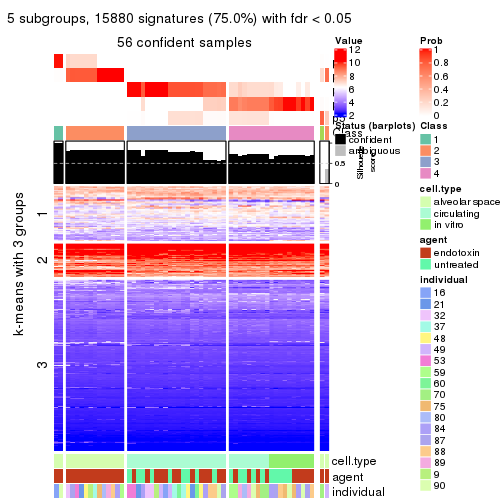 5 subgroups, 15880 signatures (75.0%) with fdr < 0.05
56 confident samples
k-means with 3 groups
1
2
3
Class
cell.type
agent
individual
1
0.5
0
Silhouette
score
Value
12
10
8
6
4
2
Status (barplots)
confident
ambiguous
Prob
1
0.8
0.6
0.4
0.2
0
Class
1
2
3
4
cell.type
alveolar space
circulating
in vitro
agent
endotoxin
untreated
individual
16
21
32
37
48
49
53
59
60
70
75
80
84
87
88
89
9
90